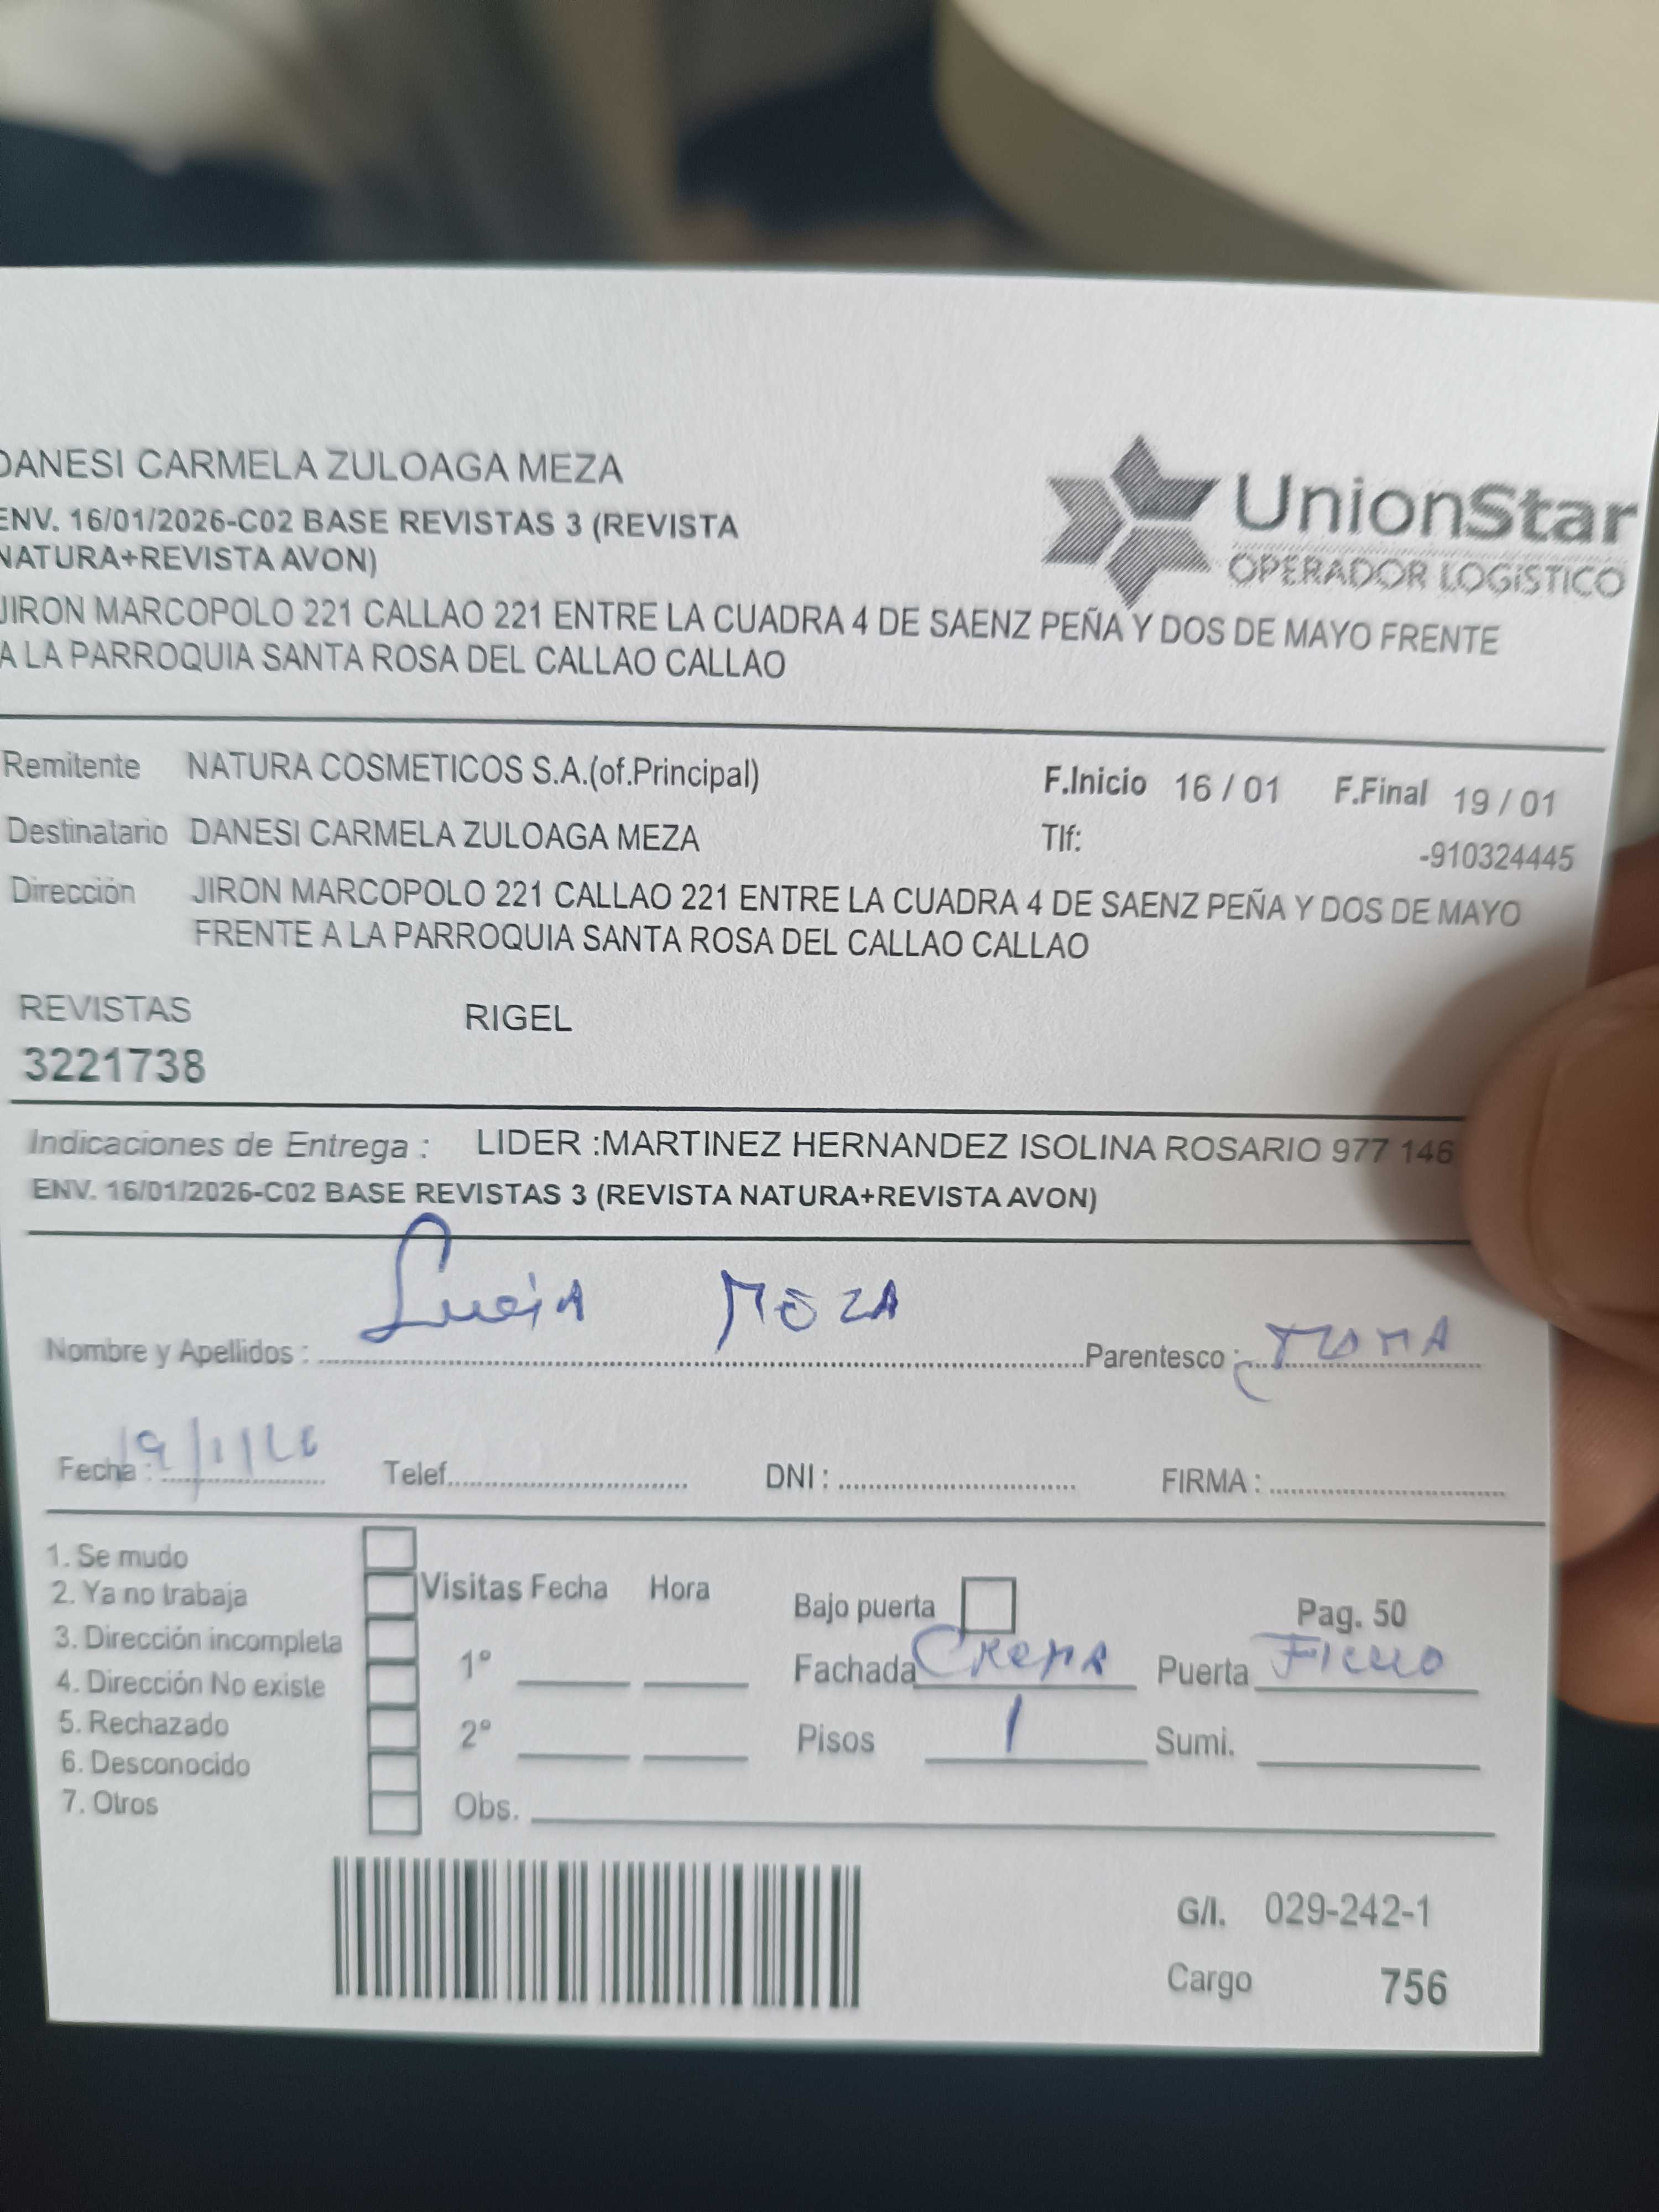 DANESI CARMELA ZULOAGA MEZA
ENV. 16/01/2026-C02 BASE REVISTAS 3 (REVISTA
NATURA+REVISTA AVON)
UnionStar
OPERADOR LOGÍSTICO
JIRON MARCOPOLO 221 CALLAO 221 ENTRE LA CUADRA 4 DE SAENZ PEÑA Y DOS DE MAYO FRENTE
A LA PARROQUIA SANTA ROSA DEL CALLAO CALLAO
Remitente NATURA COSMETICOS S.A.(of.Principal) F.Inicio 16 / 01 F.Final 19 / 01
Destinatario DANESI CARMELA ZULOAGA MEZA Tlf: -910324445
Dirección JIRON MARCOPOLO 221 CALLAO 221 ENTRE LA CUADRA 4 DE SAENZ PEÑA Y DOS DE MAYO
FRENTE A LA PARROQUIA SANTA ROSA DEL CALLAO CALLAO
REVISTAS RIGEL
3221738
Indicaciones de Entrega : LIDER :MARTINEZ HERNANDEZ ISOLINA ROSARIO 977 146
ENV. 16/01/2026-C02 BASE REVISTAS 3 (REVISTA NATURA+REVISTA AVON)
Nombre y Apellidos : Lucia MEZA Parentesco :
Fecha : 19/1/26 Telef. DNI : FIRMA :
1. Se mudo
2. Ya no trabaja Visitas Fecha Hora Bajo puerta Pag. 50
3. Dirección incompleta 1° Fachada CREMA Puerta
4. Dirección No existe
5. Rechazado 2° Pisos 1 Sumi.
6. Desconocido
7. Otros Obs.
G/I. 029-242-1
Cargo 756